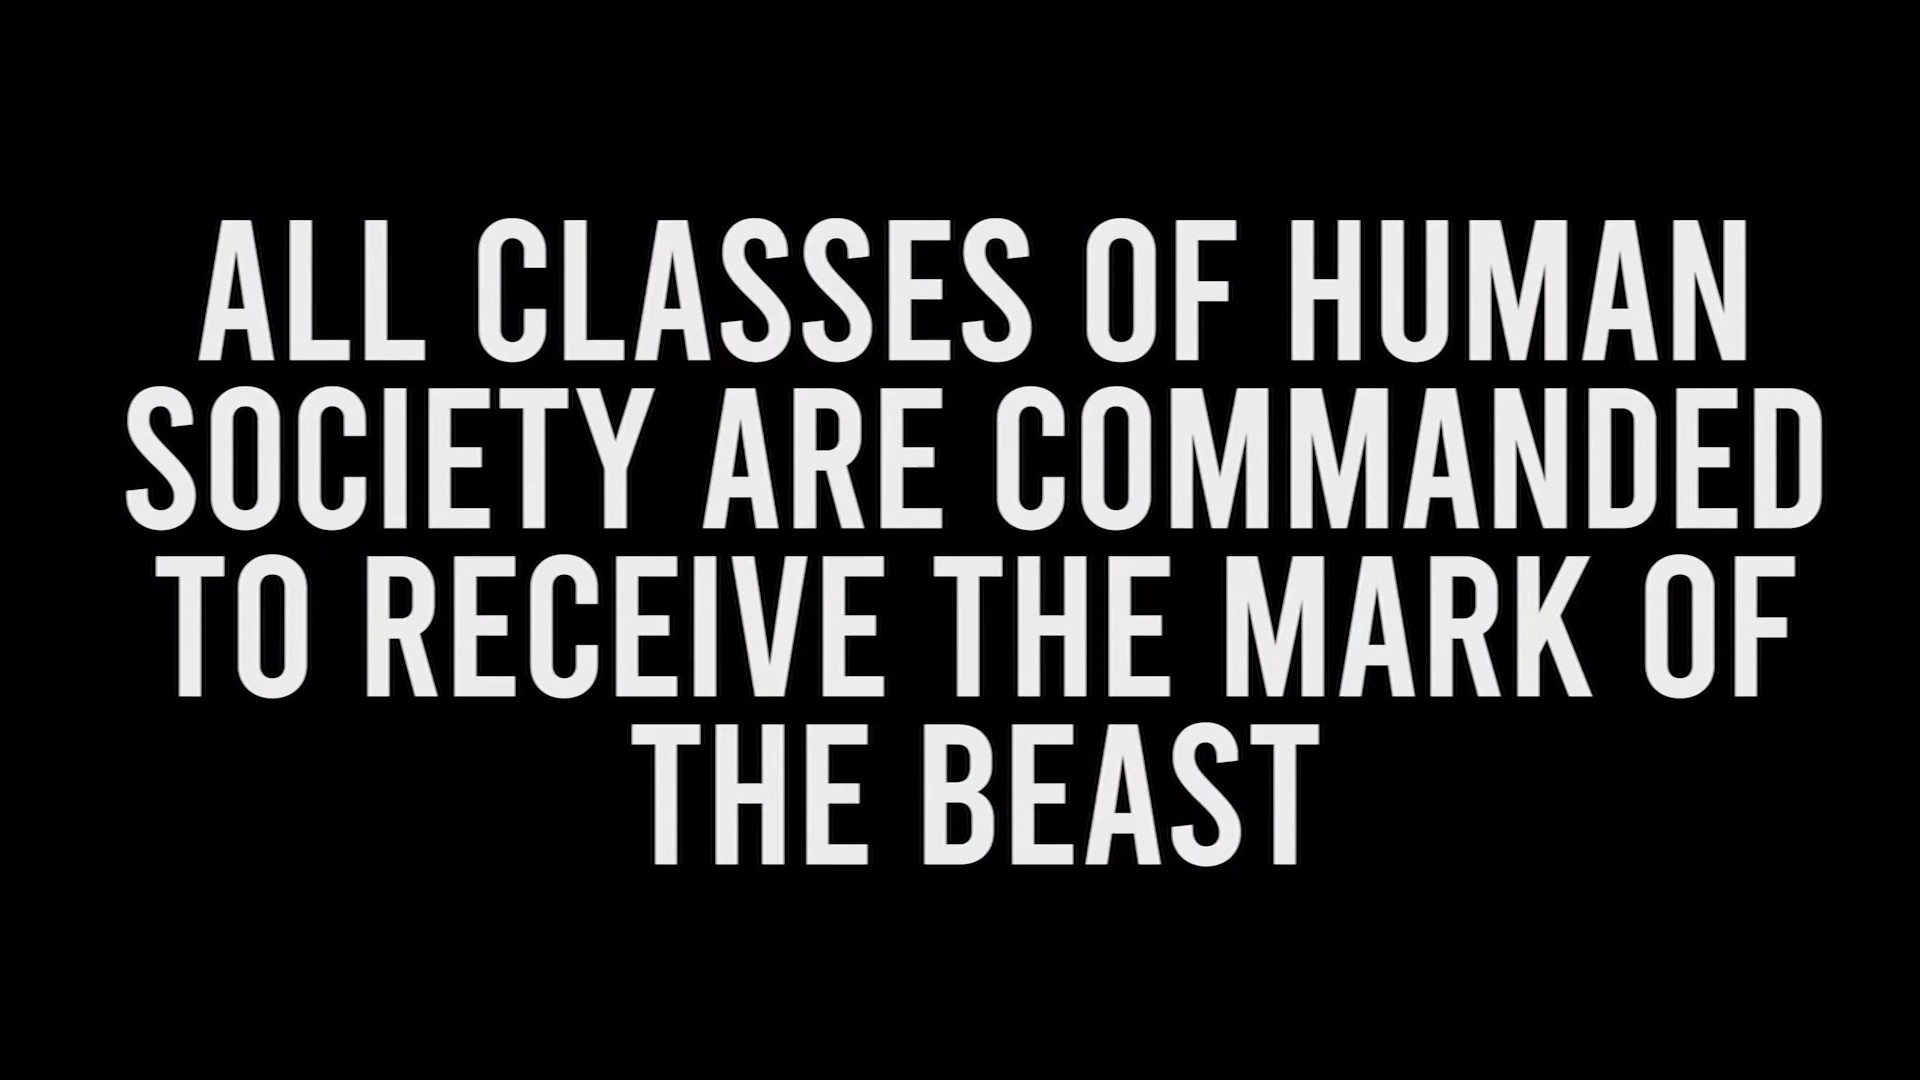 ALL CLASSES OF HUMAN
SOCIETY ARE COMMANDED
TO RECEIVE THE MARK OF
THE BEAST